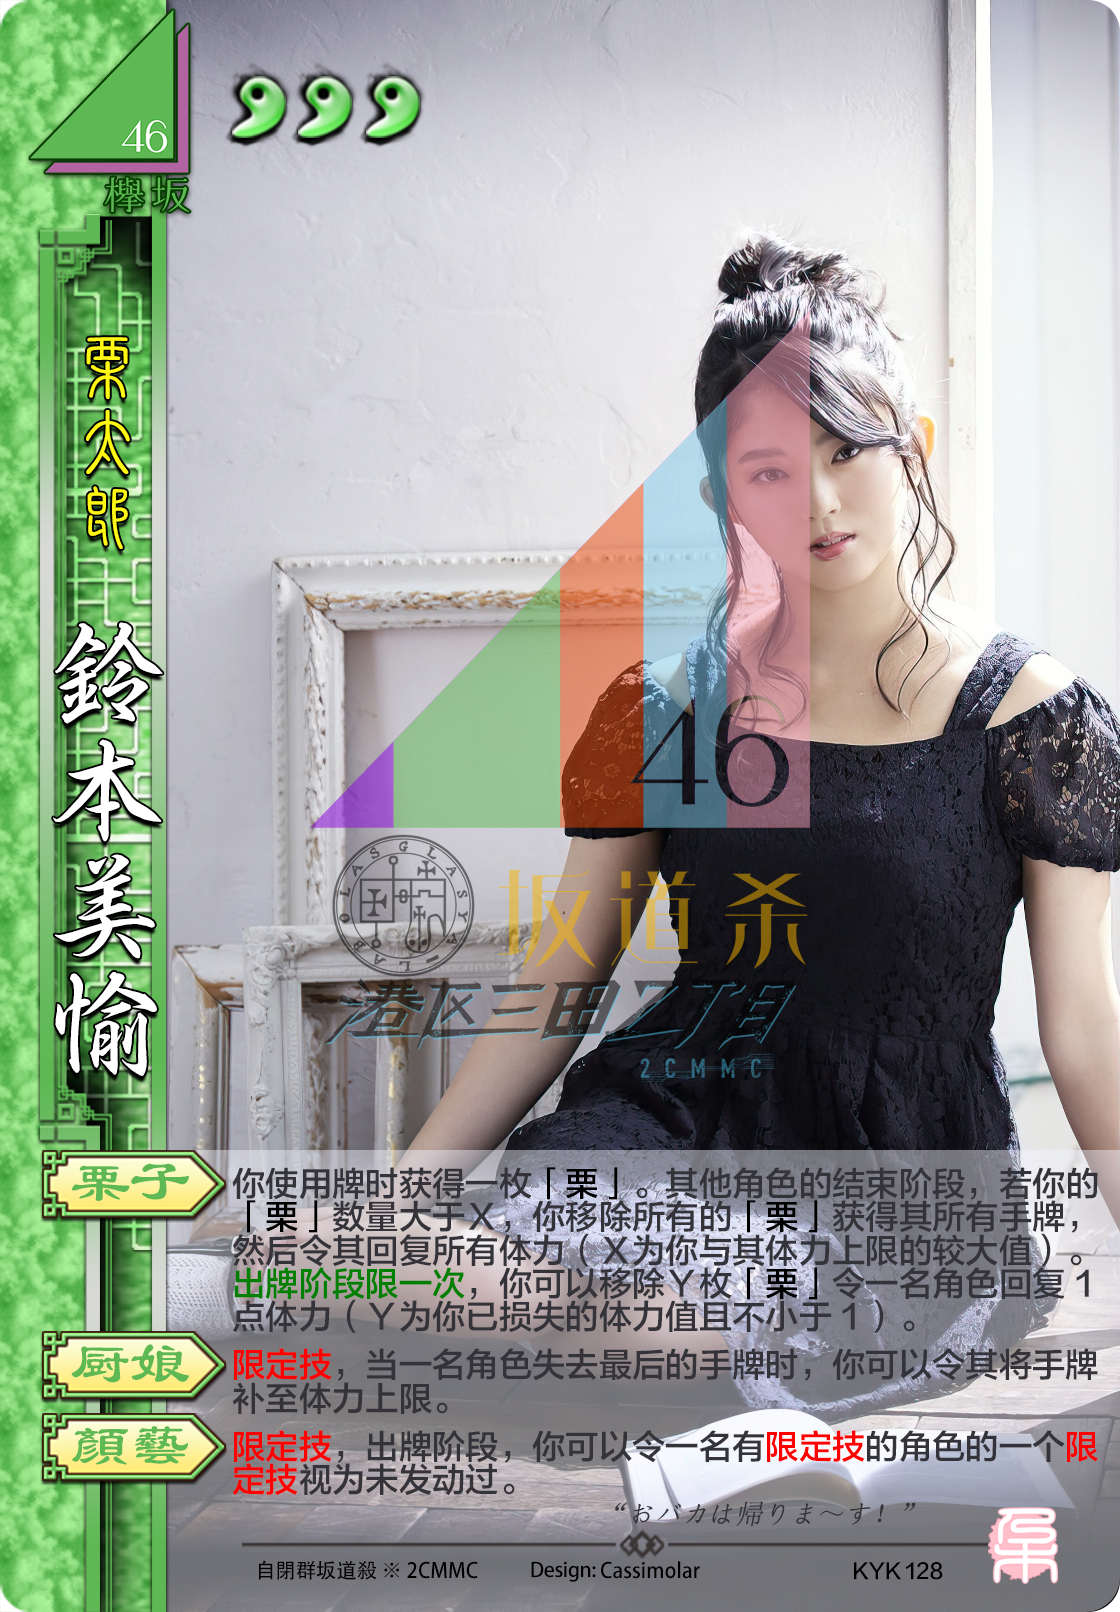 46
欅坂
栗太郎
鈴本美愉
46
LASYALABOLASGLAS
坂道杀
港区三田乙丁目
2CMMC
栗子
你使用牌时获得一枚「栗」。其他角色的结束阶段，若你的
「栗」数量大于X，你移除所有的「栗」获得其所有手牌，
然后令其回复所有体力（X为你与其体力上限的较大值）。
出牌阶段限一次，你可以移除Y枚「栗」令一名角色回复1
点体力（Y为你已损失的体力值且不小于1）。
厨娘
限定技，当一名角色失去最后的手牌时，你可以令其将手牌
补至体力上限。
顏藝
限定技，出牌阶段，你可以令一名有限定技的角色的一个限
定技视为未发动过。
“おバカは帰りま～す！”
自閉群坂道殺 ※ 2CMMC
Design: Cassimolar
KYK 128